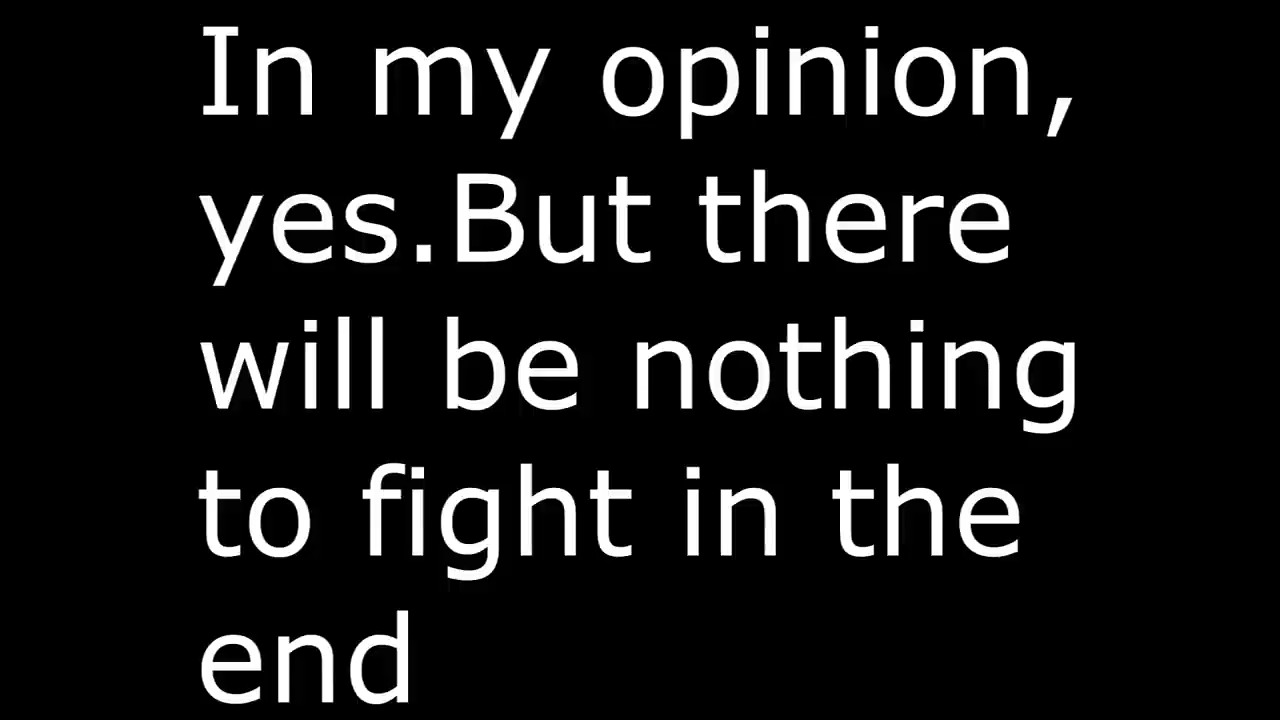 In my opinion,
yes.But there
will be nothing
to fight in the
end